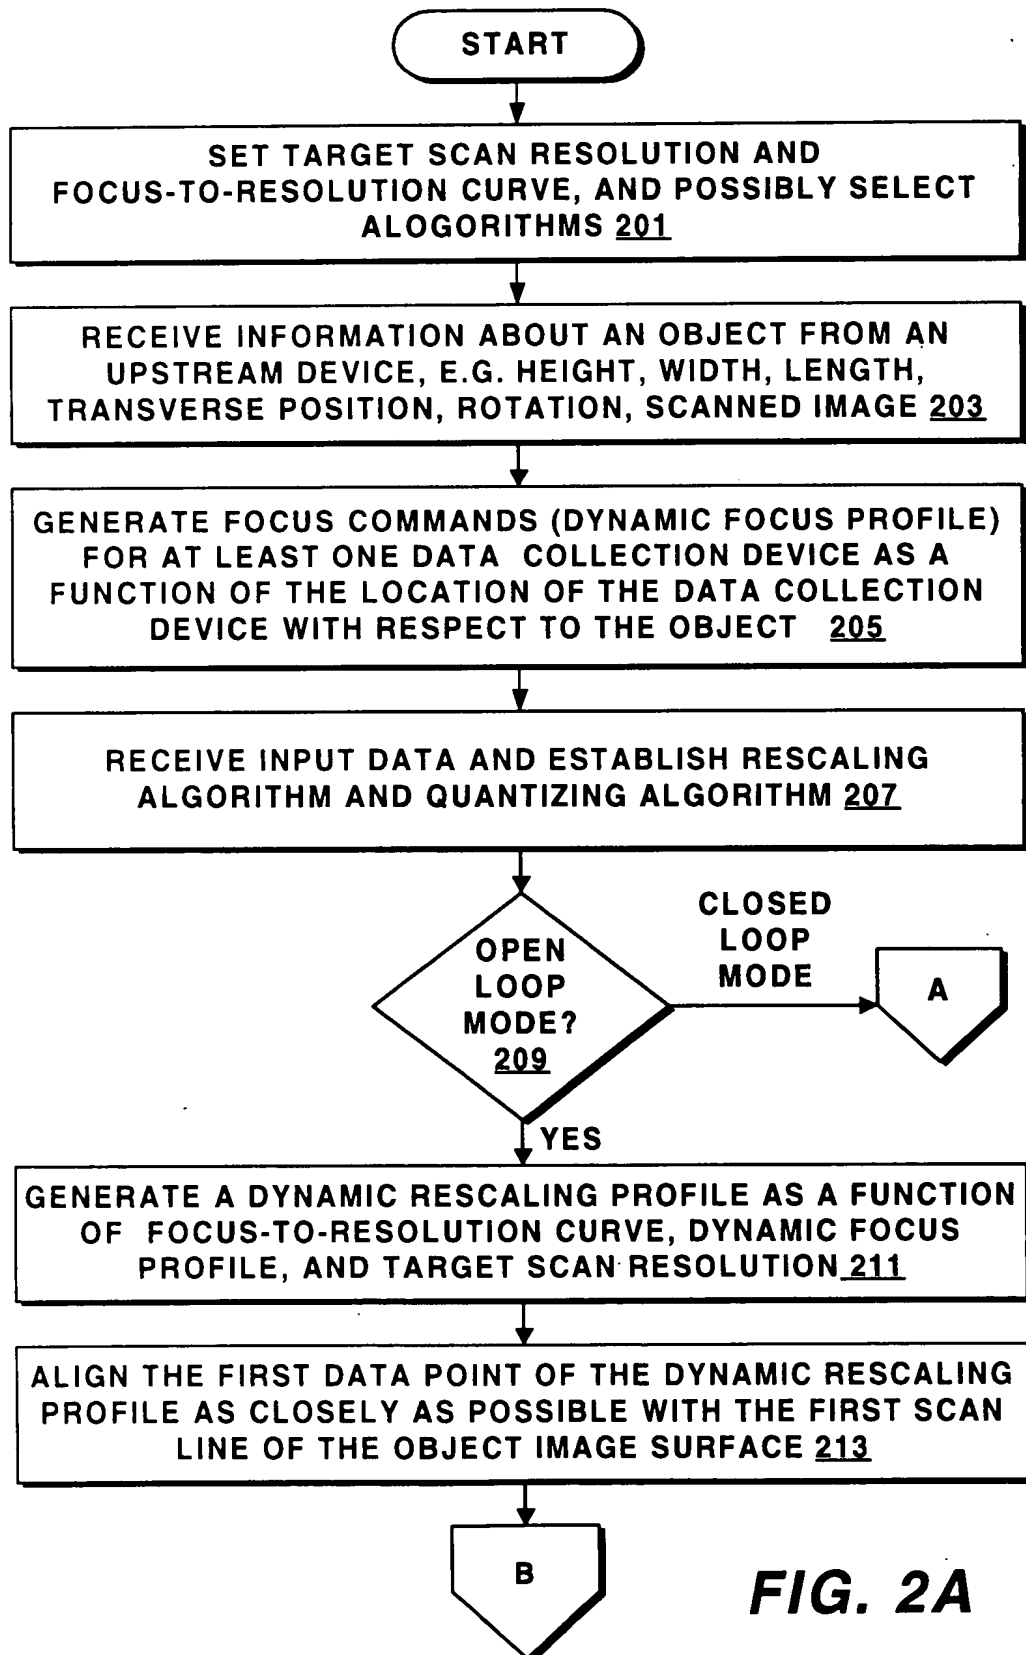 START
SET TARGET SCAN RESOLUTION AND
FOCUS-TO-RESOLUTION CURVE, AND POSSIBLY SELECT
ALOGORITHMS 201
RECEIVE INFORMATION ABOUT AN OBJECT FROM AN
UPSTREAM DEVICE, E.G. HEIGHT, WIDTH, LENGTH,
TRANSVERSE POSITION, ROTATION, SCANNED IMAGE 203
GENERATE FOCUS COMMANDS (DYNAMIC FOCUS PROFILE)
FOR AT LEAST ONE DATA COLLECTION DEVICE AS A
FUNCTION OF THE LOCATION OF THE DATA COLLECTION
DEVICE WITH RESPECT TO THE OBJECT 205
RECEIVE INPUT DATA AND ESTABLISH RESCALING
ALGORITHM AND QUANTIZING ALGORITHM 207
OPEN
LOOP
MODE?
209
CLOSED
LOOP
MODE
A
YES
GENERATE A DYNAMIC RESCALING PROFILE AS A FUNCTION
OF FOCUS-TO-RESOLUTION CURVE, DYNAMIC FOCUS
PROFILE, AND TARGET SCAN RESOLUTION 211
ALIGN THE FIRST DATA POINT OF THE DYNAMIC RESCALING
PROFILE AS CLOSELY AS POSSIBLE WITH THE FIRST SCAN
LINE OF THE OBJECT IMAGE SURFACE 213
B
FIG. 2A